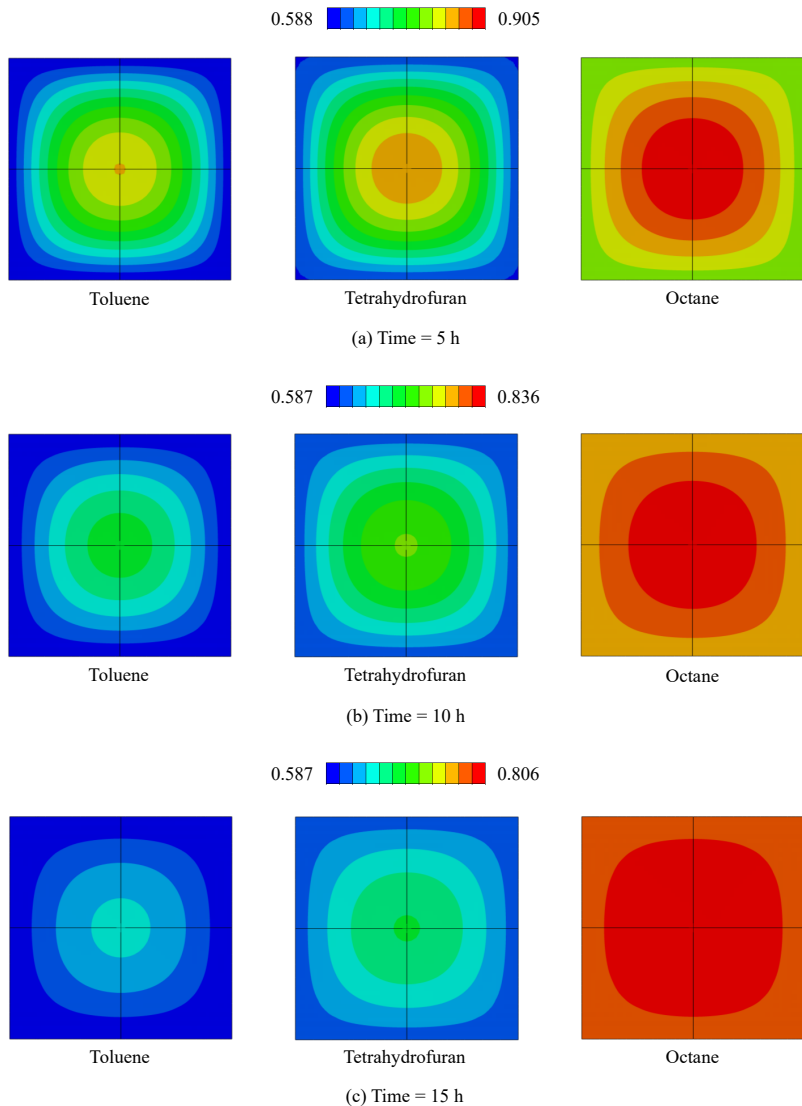 0.588 0.905
Toluene Tetrahydrofuran Octane
(a) Time = 5 h
0.587 0.836
Toluene Tetrahydrofuran Octane
(b) Time = 10 h
0.587 0.806
Toluene Tetrahydrofuran Octane
(c) Time = 15 h